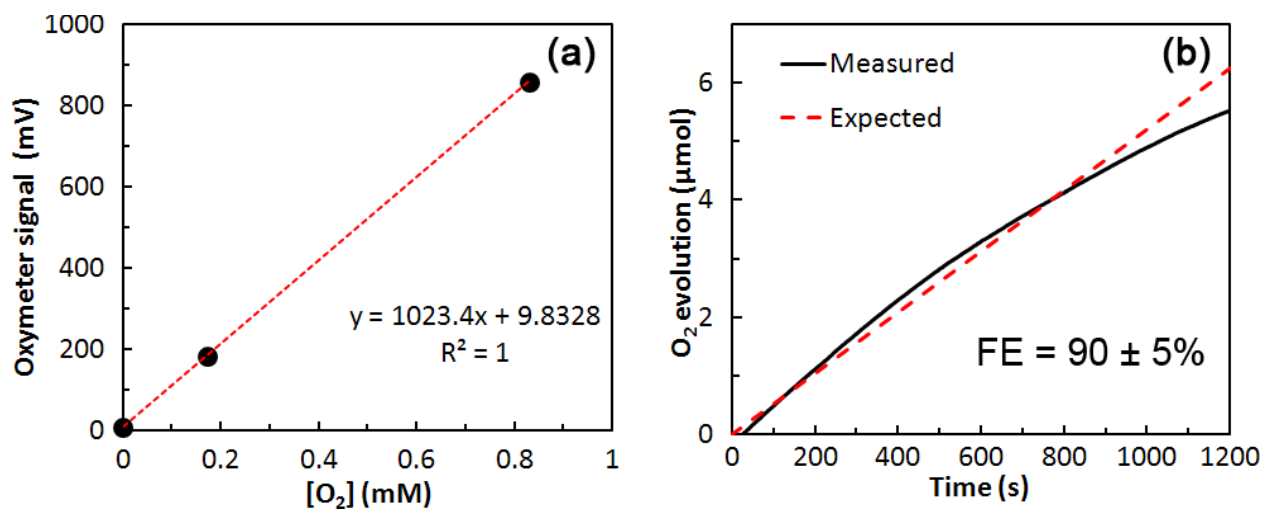 (a)
Oxymeter signal (mV)
1000
800
600
400
200
0
y = 1023.4x + 9.8328
R² = 1
0 0.2 0.4 0.6 0.8 1
[O₂] (mM)
(b)
Measured
Expected
O₂ evolution (µmol)
6
4
2
0
FE = 90 ± 5%
0 200 400 600 800 1000 1200
Time (s)